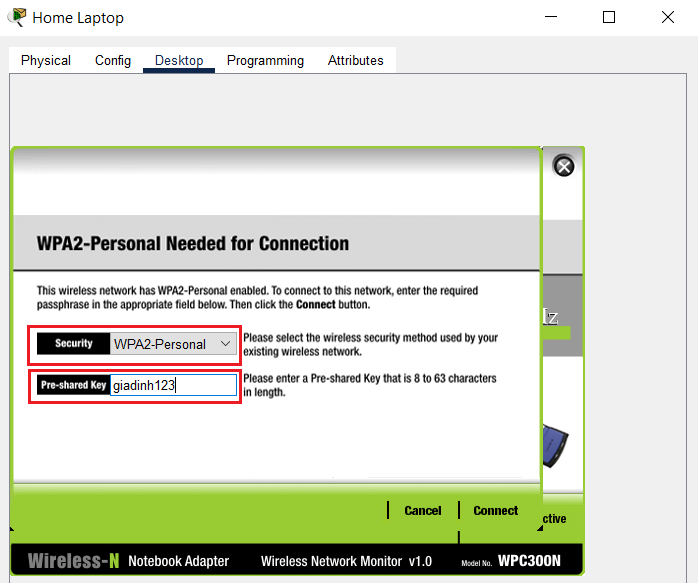 Home Laptop
Physical Config Desktop Programming Attributes
WPA2-Personal Needed for Connection
This wireless network has WPA2-Personal enabled. To connect to this network, enter the required
passphrase in the appropriate field below. Then click the Connect button.
Security WPA2-Personal Please select the wireless security method used by your
existing wireless network.
Pre-shared Key giadinh123 Please enter a Pre-shared Key that is 8 to 63 characters
in length.
Cancel Connect
Wireless-N Notebook Adapter Wireless Network Monitor v1.0 Model No. WPC300N